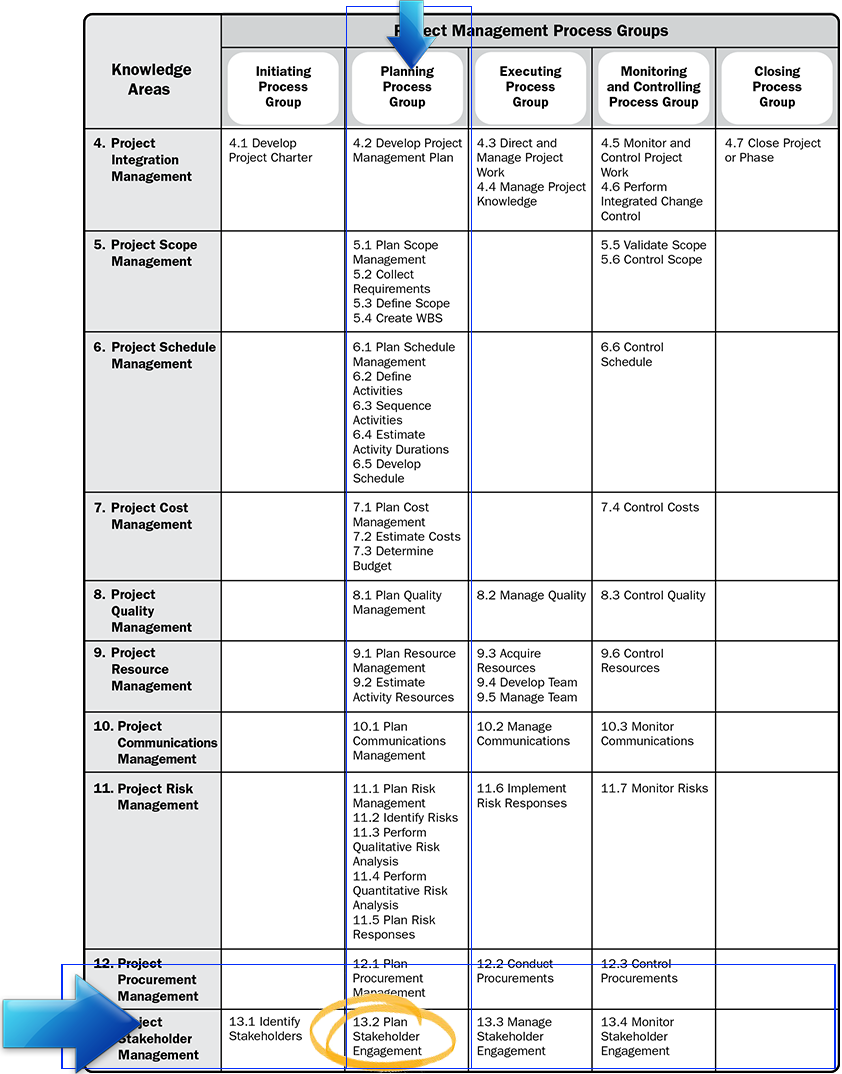 Project Management Process Groups
Knowledge
Areas
Initiating
Process
Group
Planning
Process
Group
Executing
Process
Group
Monitoring
and Controlling
Process Group
Closing
Process
Group
4. Project
Integration
Management
4.1 Develop
Project Charter
4.2 Develop Project
Management Plan
4.3 Direct and
Manage Project
Work
4.4 Manage Project
Knowledge
4.5 Monitor and
Control Project
Work
4.6 Perform
Integrated Change
Control
4.7 Close Project
or Phase
5. Project Scope
Management
5.1 Plan Scope
Management
5.2 Collect
Requirements
5.3 Define Scope
5.4 Create WBS
5.5 Validate Scope
5.6 Control Scope
6. Project Schedule
Management
6.1 Plan Schedule
Management
6.2 Define
Activities
6.3 Sequence
Activities
6.4 Estimate
Activity Durations
6.5 Develop
Schedule
6.6 Control
Schedule
7. Project Cost
Management
7.1 Plan Cost
Management
7.2 Estimate Costs
7.3 Determine
Budget
7.4 Control Costs
8. Project
Quality
Management
8.1 Plan Quality
Management
8.2 Manage Quality
8.3 Control Quality
9. Project
Resource
Management
9.1 Plan Resource
Management
9.2 Estimate
Activity Resources
9.3 Acquire
Resources
9.4 Develop Team
9.5 Manage Team
9.6 Control
Resources
10. Project
Communications
Management
10.1 Plan
Communications
Management
10.2 Manage
Communications
10.3 Monitor
Communications
11. Project Risk
Management
11.1 Plan Risk
Management
11.2 Identify Risks
11.3 Perform
Qualitative Risk
Analysis
11.4 Perform
Quantitative Risk
Analysis
11.5 Plan Risk
Responses
11.6 Implement
Risk Responses
11.7 Monitor Risks
12. Project
Procurement
Management
12.1 Plan
Procurement
Management
12.2 Conduct
Procurements
12.3 Control
Procurements
Project
Stakeholder
Management
13.1 Identify
Stakeholders
13.2 Plan
Stakeholder
Engagement
13.3 Manage
Stakeholder
Engagement
13.4 Monitor
Stakeholder
Engagement